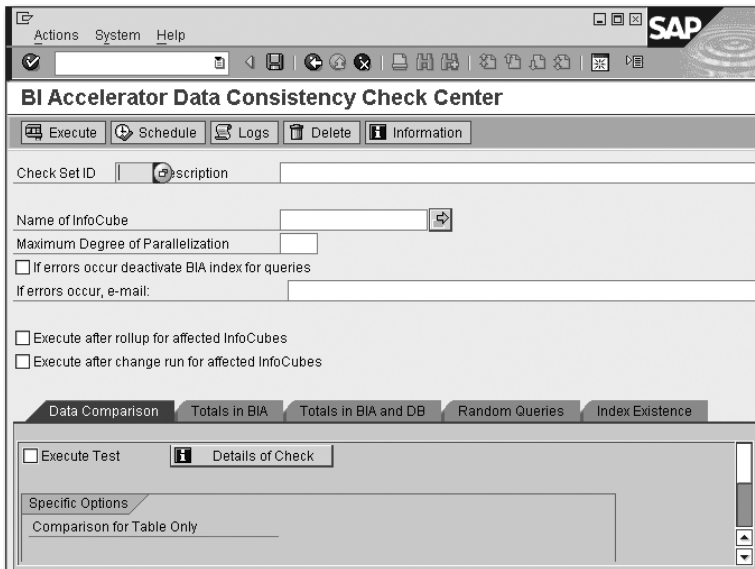 Actions System Help
SAP
BI Accelerator Data Consistency Check Center
Execute Schedule Logs Delete Information
Check Set ID escription
Name of InfoCube
Maximum Degree of Parallelization
If errors occur deactivate BIA index for queries
If errors occur, e-mail:
Execute after rollup for affected InfoCubes
Execute after change run for affected InfoCubes
Data Comparison Totals in BIA Totals in BIA and DB Random Queries Index Existence
Execute Test Details of Check
Specific Options
Comparison for Table Only